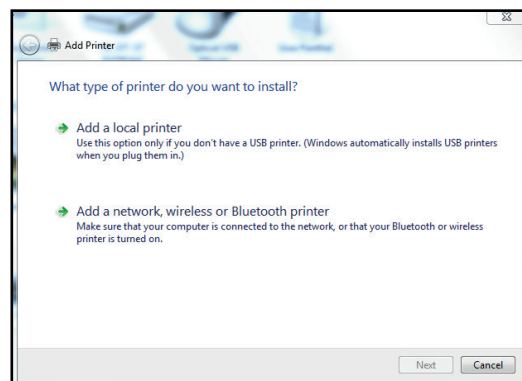 Add Printer
What type of printer do you want to install?
Add a local printer
Use this option only if you don't have a USB printer. (Windows automatically installs USB printers
when you plug them in.)
Add a network, wireless or Bluetooth printer
Make sure that your computer is connected to the network, or that your Bluetooth or wireless
printer is turned on.
Next
Cancel